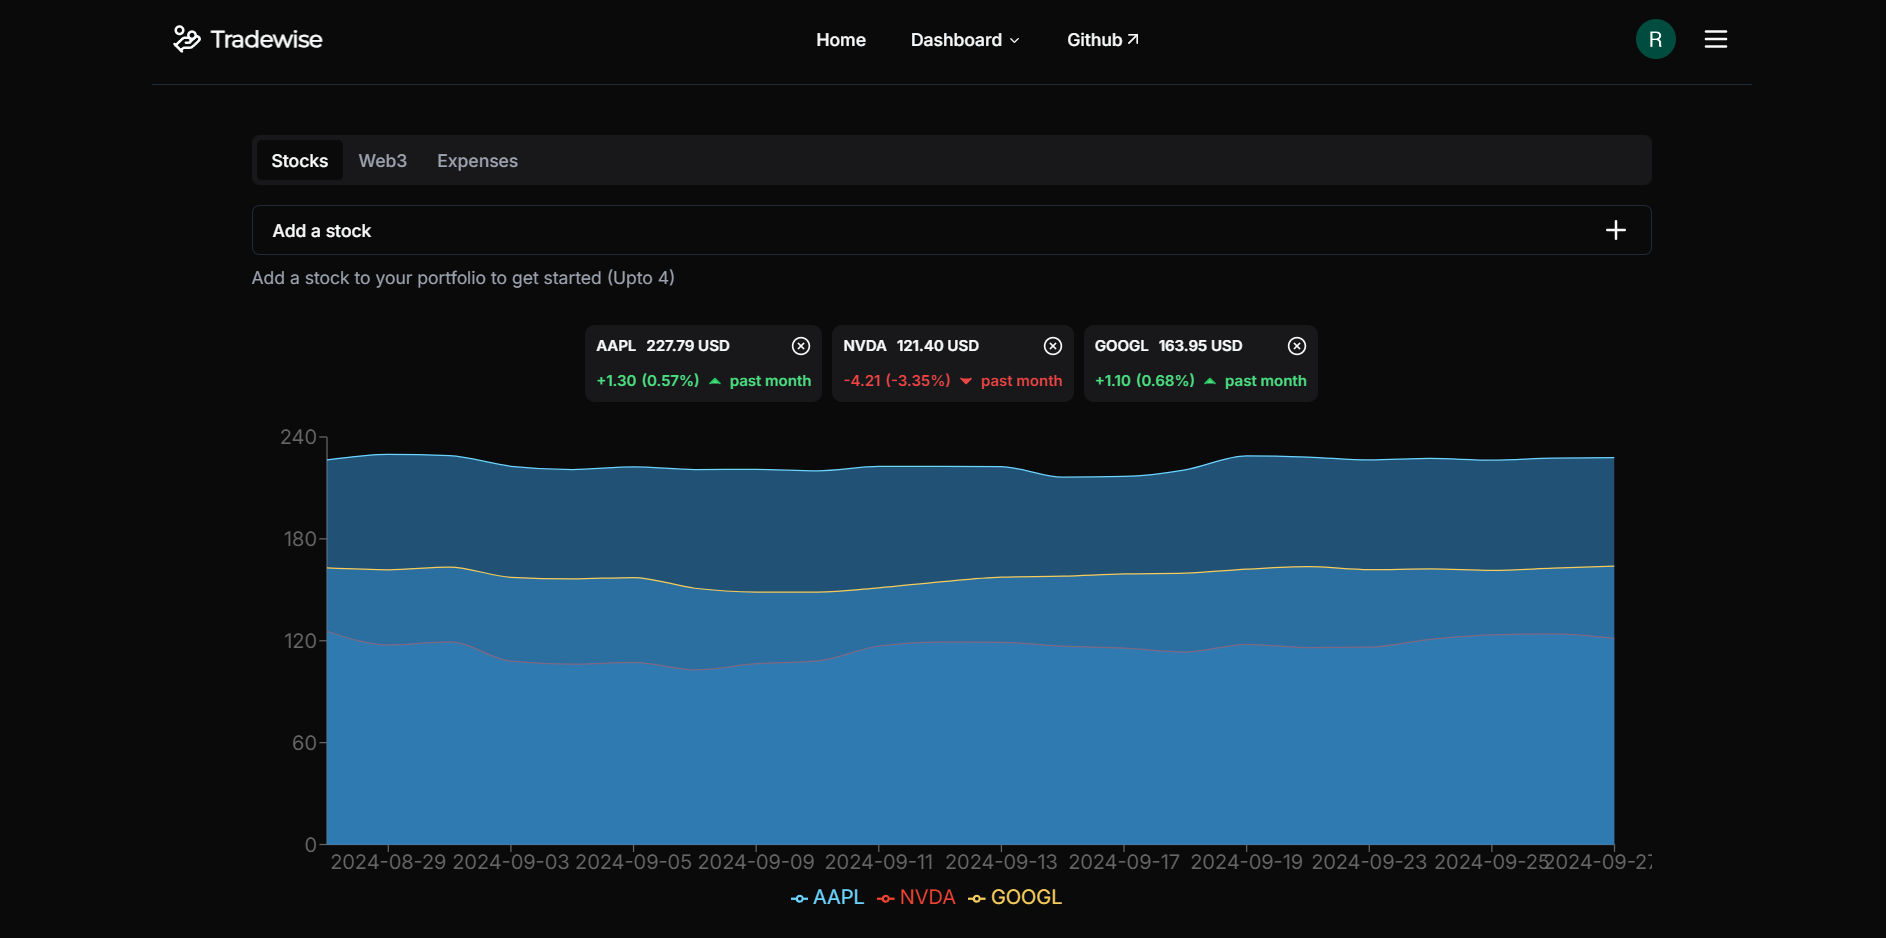 Tradewise
Home Dashboard Github
R
Stocks Web3 Expenses
Add a stock
Add a stock to your portfolio to get started (Upto 4)
AAPL 227.79 USD
+1.30 (0.57%) past month
NVDA 121.40 USD
-4.21 (-3.35%) past month
GOOGL 163.95 USD
+1.10 (0.68%) past month
240
180
120
60
0
2024-08-29 2024-09-03 2024-09-05 2024-09-09 2024-09-11 2024-09-13 2024-09-17 2024-09-19 2024-09-23 2024-09-25 2024-09-27
AAPL NVDA GOOGL